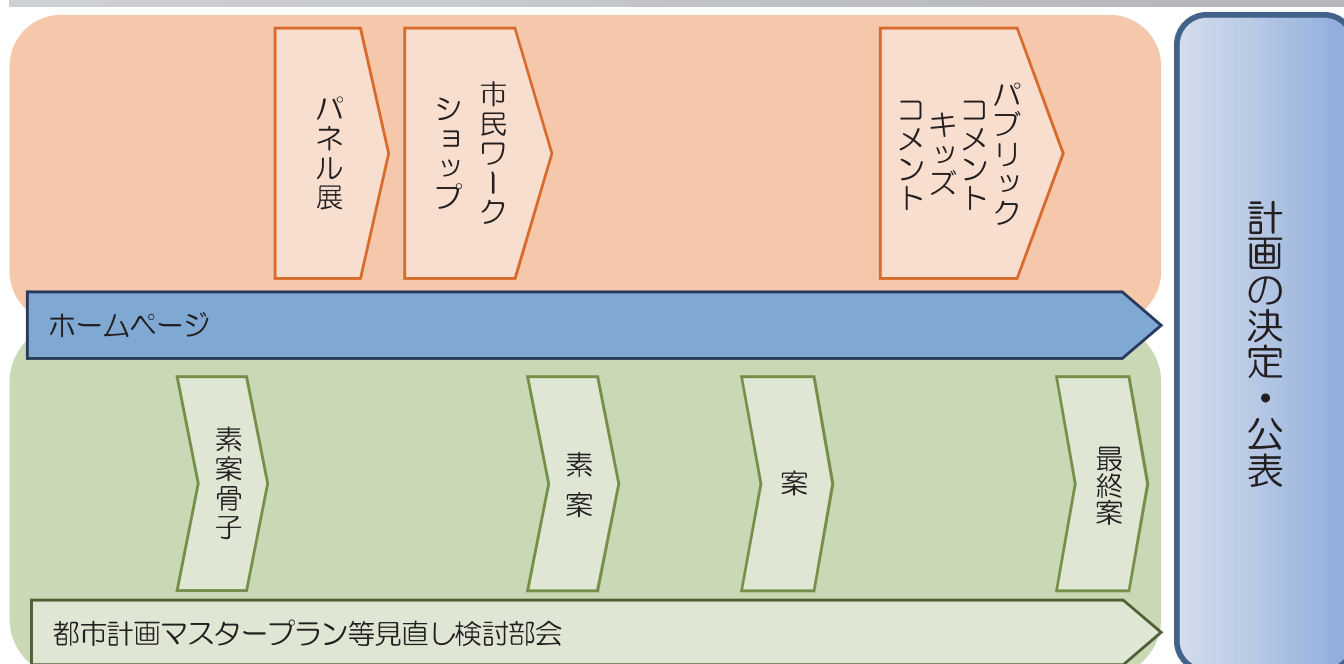 パネル展
市民ワーク
ショップ
パブリック
コメント
キッズ
コメント
ホームページ
素案骨子
素案
案
最終案
都市計画マスタープラン等見直し検討部会
計画の決定・公表